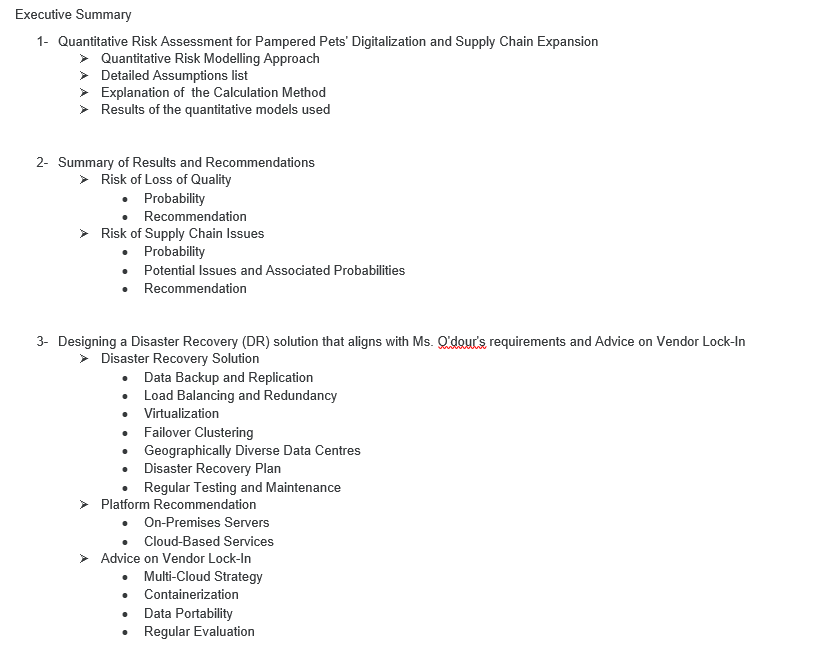 Executive Summary
1- Quantitative Risk Assessment for Pampered Pets' Digitalization and Supply Chain Expansion
➢ Quantitative Risk Modelling Approach
➢ Detailed Assumptions list
➢ Explanation of the Calculation Method
➢ Results of the quantitative models used
2- Summary of Results and Recommendations
➢ Risk of Loss of Quality
• Probability
• Recommendation
➢ Risk of Supply Chain Issues
• Probability
• Potential Issues and Associated Probabilities
• Recommendation
3- Designing a Disaster Recovery (DR) solution that aligns with Ms. O'dour's requirements and Advice on Vendor Lock-In
➢ Disaster Recovery Solution
• Data Backup and Replication
• Load Balancing and Redundancy
• Virtualization
• Failover Clustering
• Geographically Diverse Data Centres
• Disaster Recovery Plan
• Regular Testing and Maintenance
➢ Platform Recommendation
• On-Premises Servers
• Cloud-Based Services
➢ Advice on Vendor Lock-In
• Multi-Cloud Strategy
• Containerization
• Data Portability
• Regular Evaluation